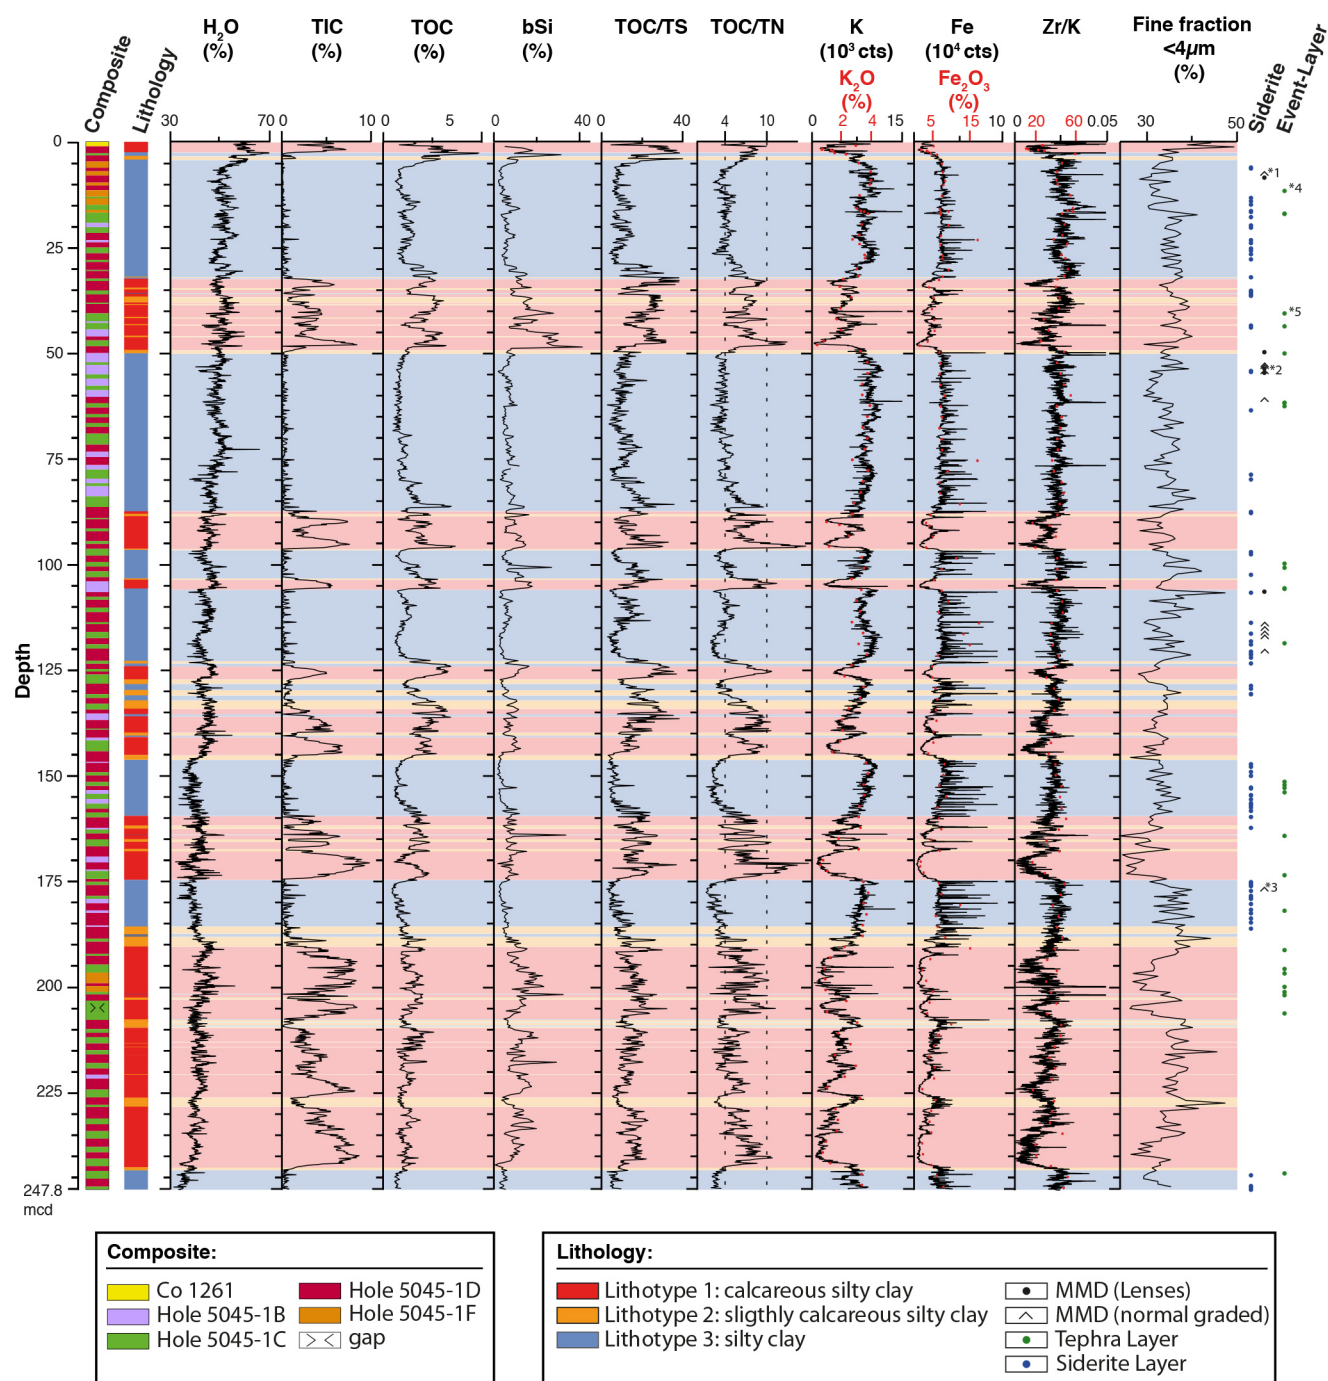 Composite
Lithology
H2O
(%)
TIC
(%)
TOC
(%)
bSi
(%)
TOC/TS
TOC/TN
K
(10³ cts)
K2O
(%)
Fe
(10⁴ cts)
Fe2O3
(%)
Zr/K
Fine fraction
<4µm
(%)
Siderite
Event-Layer
30 70 0 10 0 5 0 40 0 40 4 10 0 2 4 15 5 15 10 0 20 60 0.05 30 50
0
*1
*4
25
*5
50
*2
75
100
Depth
125
150
175
*3
200
225
247.8
mcd
Composite:
Co 1261
Hole 5045-1B
Hole 5045-1C
Hole 5045-1D
Hole 5045-1F
gap
Lithology:
Lithotype 1: calcareous silty clay
Lithotype 2: sligthly calcareous silty clay
Lithotype 3: silty clay
MMD (Lenses)
MMD (normal graded)
Tephra Layer
Siderite Layer